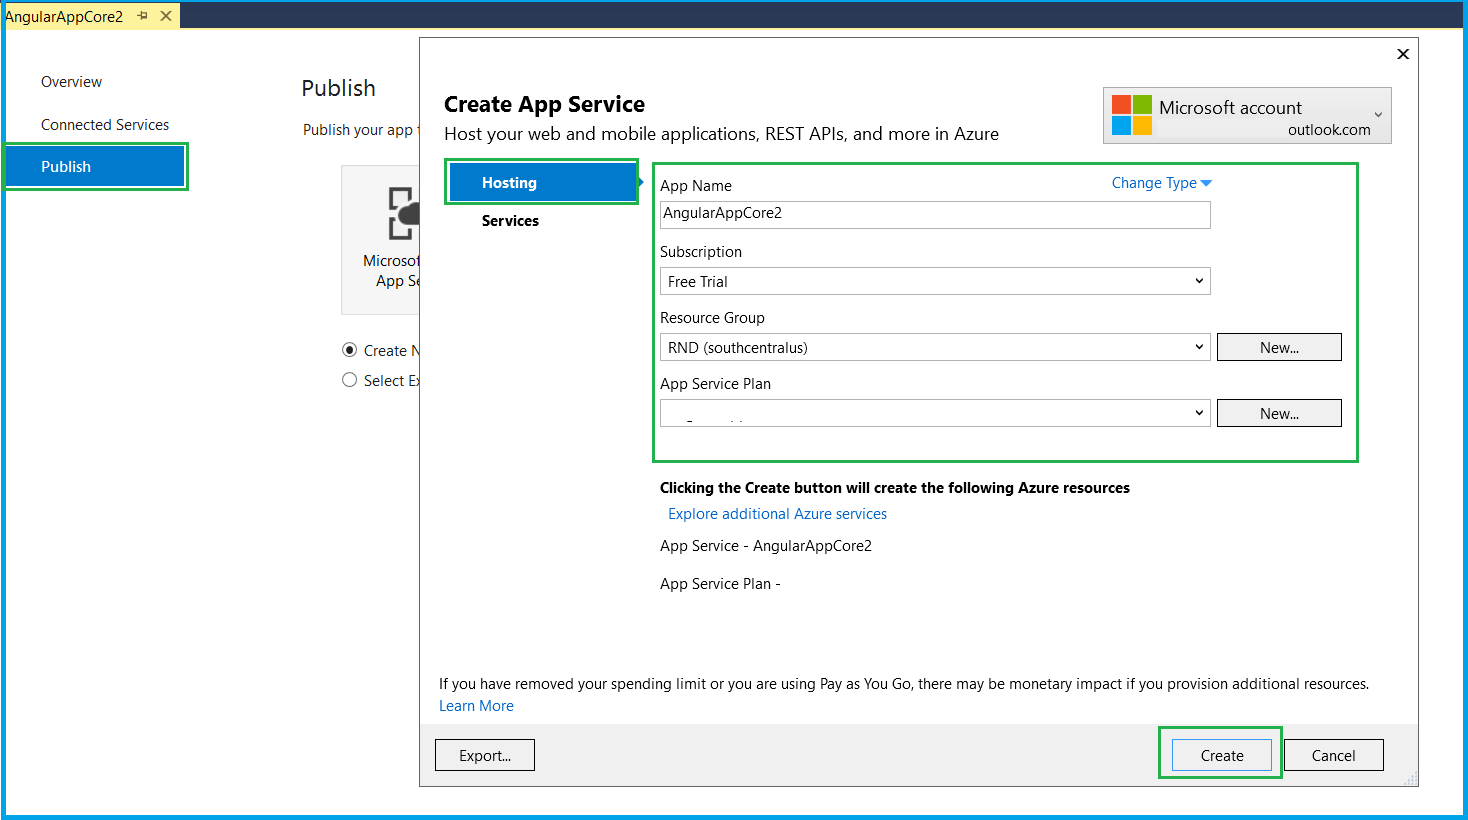 AngularAppCore2
Overview
Connected Services
Publish
Publish
Publish your app
Microsof
App Se
Create N
Select Ex
Create App Service
Host your web and mobile applications, REST APIs, and more in Azure
Microsoft account
outlook.com
Hosting
Services
App Name
Change Type
AngularAppCore2
Subscription
Free Trial
Resource Group
RND (southcentralus)
New...
App Service Plan
New...
Clicking the Create button will create the following Azure resources
Explore additional Azure services
App Service - AngularAppCore2
App Service Plan -
If you have removed your spending limit or you are using Pay as You Go, there may be monetary impact if you provision additional resources.
Learn More
Export...
Create
Cancel